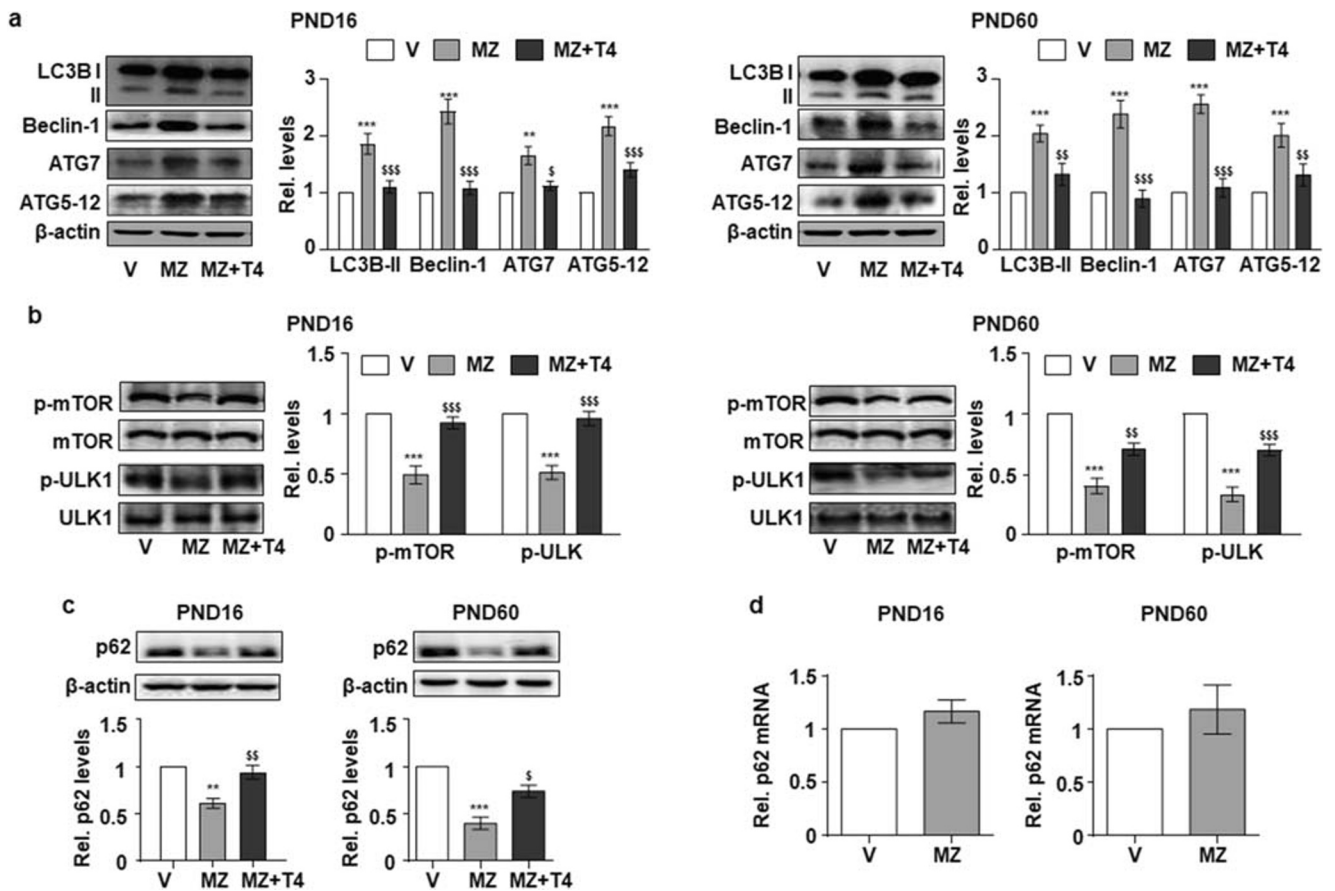 a
PND16
V MZ MZ+T4
LC3B I
II
Beclin-1
ATG7
ATG5-12
β-actin
V MZ MZ+T4
Rel. levels
3
2
1
0
***
$$$
***
$$$
**
$
***
$$$
LC3B-II Beclin-1 ATG7 ATG5-12
PND60
V MZ MZ+T4
LC3B I
II
Beclin-1
ATG7
ATG5-12
β-actin
V MZ MZ+T4
Rel. levels
3
2
1
0
***
$$
***
$$$
***
$$$
***
$$
LC3B-II Beclin-1 ATG7 ATG5-12
b
PND16
V MZ MZ+T4
p-mTOR
mTOR
p-ULK1
ULK1
V MZ MZ+T4
Rel. levels
1.5
1
0.5
0
***
$$$
***
$$$
p-mTOR p-ULK
PND60
V MZ MZ+T4
p-mTOR
mTOR
p-ULK1
ULK1
V MZ MZ+T4
Rel. levels
1.5
1
0.5
0
***
$$
***
$$$
p-mTOR p-ULK
c
PND16
p62
β-actin
Rel. p62 levels
1.5
1
0.5
0
**
$$
V MZ MZ+T4
PND60
p62
β-actin
Rel. p62 levels
1.5
1
0.5
0
***
$
V MZ MZ+T4
d
PND16
Rel. p62 mRNA
1.5
1
0.5
0
V MZ
PND60
Rel. p62 mRNA
1.5
1
0.5
0
V MZ